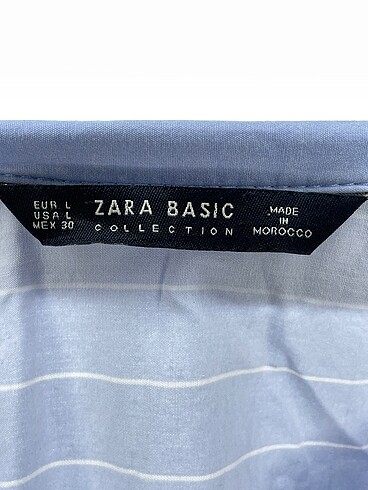 EUR L
USA L
MEX 30
ZARA BASIC
COLLECTION
MADE
IN
MOROCCO